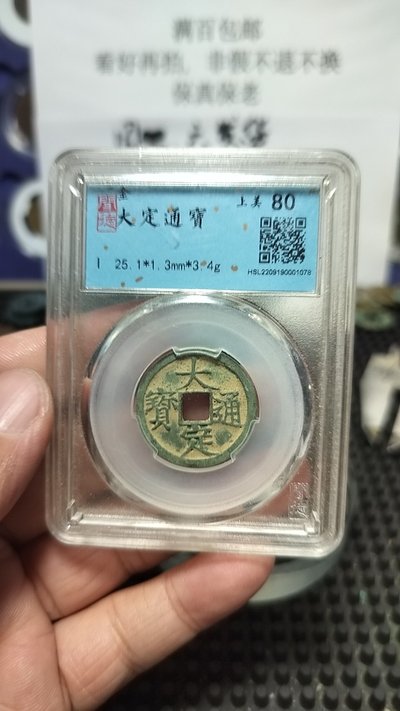 满百包邮
看好再拍，非假不退不换
保真保老
金
大定通寶
上美 80
1 25.1*1.3mm*3.4g
HSL2209190001078
大定通寳